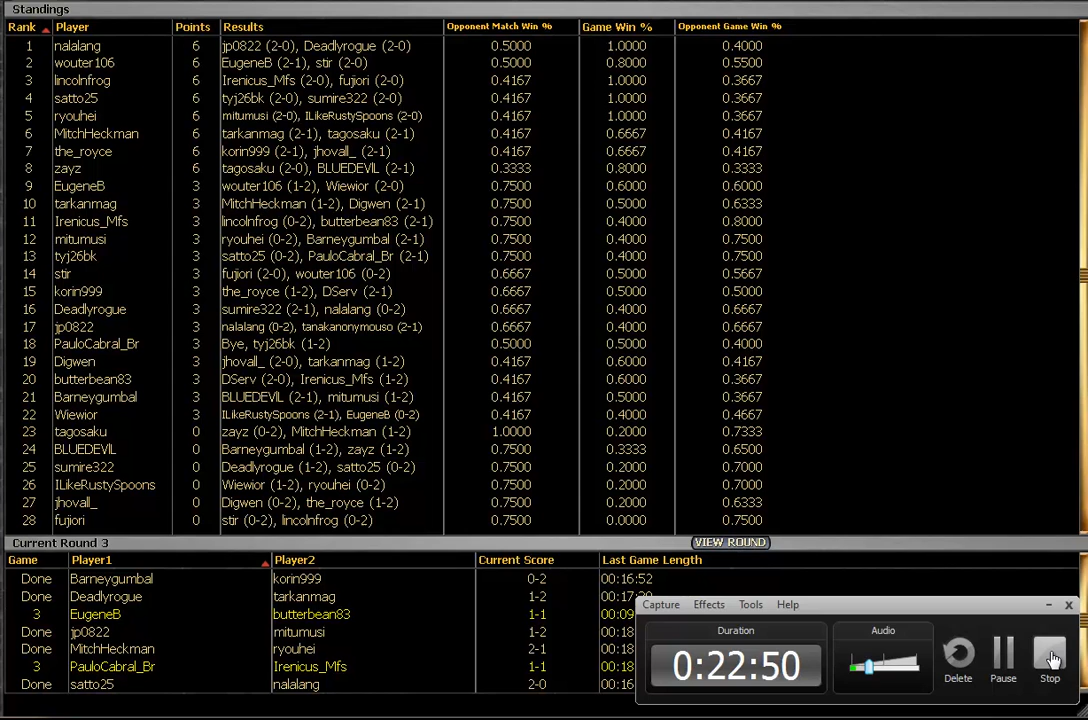 Standings
Rank Player Points Results Opponent Match Win % Game Win % Opponent Game Win %
1 nalalang 6 jp0822 (2-0), Deadlyrogue (2-0) 0.5000 1.0000 0.4000
2 wouter106 6 EugeneB (2-1), stir (2-0) 0.5000 0.8000 0.5500
3 lincolnfrog 6 Irenicus_Mfs (2-0), fujiori (2-0) 0.4167 1.0000 0.3667
4 satto25 6 tyj26bk (2-0), sumire322 (2-0) 0.4167 1.0000 0.3667
5 ryouhei 6 mitumusi (2-0), ILikeRustySpoons (2-0) 0.4167 1.0000 0.3667
6 MitchHeckman 6 tarkanmag (2-1), tagosaku (2-1) 0.4167 0.6667 0.4167
7 the_royce 6 korin999 (2-1), jhovall_ (2-1) 0.4167 0.6667 0.4167
8 zayz 6 tagosaku (2-0), BLUEDEVIL (2-1) 0.3333 0.8000 0.3333
9 EugeneB 3 wouter106 (1-2), Wiewior (2-0) 0.7500 0.6000 0.6000
10 tarkanmag 3 MitchHeckman (1-2), Digwen (2-1) 0.7500 0.5000 0.6333
11 Irenicus_Mfs 3 lincolnfrog (0-2), butterbean83 (2-1) 0.7500 0.4000 0.8000
12 mitumusi 3 ryouhei (0-2), Barneygumbal (2-1) 0.7500 0.4000 0.7500
13 tyj26bk 3 satto25 (0-2), PauloCabral_Br (2-1) 0.7500 0.4000 0.7500
14 stir 3 fujiori (2-0), wouter106 (0-2) 0.6667 0.5000 0.5667
15 korin999 3 the_royce (1-2), DServ (2-1) 0.6667 0.5000 0.5000
16 Deadlyrogue 3 sumire322 (2-1), nalalang (0-2) 0.6667 0.4000 0.6667
17 jp0822 3 nalalang (0-2), tanakanonymouso (2-1) 0.6667 0.4000 0.6667
18 PauloCabral_Br 3 Bye, tyj26bk (1-2) 0.5000 0.5000 0.5000
19 Digwen 3 jhovall_ (2-0), tarkanmag (1-2) 0.4167 0.6000 0.4167
20 butterbean83 3 DServ (2-0), Irenicus_Mfs (1-2) 0.4167 0.6000 0.3667
21 Barneygumbal 3 BLUEDEVIL (2-1), mitumusi (1-2) 0.4167 0.5000 0.3667
22 Wiewior 3 ILikeRustySpoons (2-1), EugeneB (0-2) 0.4167 0.4000 0.4667
23 tagosaku 0 zayz (0-2), MitchHeckman (1-2) 1.0000 0.2000 0.7333
24 BLUEDEVIL 0 Barneygumbal (1-2), zayz (1-2) 0.7500 0.3333 0.6500
25 sumire322 0 Deadlyrogue (1-2), satto25 (0-2) 0.7500 0.2000 0.7000
26 ILikeRustySpoons 0 Wiewior (1-2), ryouhei (0-2) 0.7500 0.2000 0.7000
27 jhovall_ 0 Digwen (0-2), the_royce (1-2) 0.7500 0.2000 0.6333
28 fujiori 0 stir (0-2), lincolnfrog (0-2) 0.7500 0.0000 0.7500
Current Round 3 VIEW ROUND
Game Player1 Player2 Current Score Last Game Length
Done Barneygumbal korin999 0-2 00:16:52
Done Deadlyrogue tarkanmag 1-2
3 EugeneB butterbean83 1-1 00:09
Done jp0822 mitumusi 1-2 00:18
Done MitchHeckman ryouhei 2-1 00:18
3 PauloCabral_Br Irenicus_Mfs 1-1 00:18
Done satto25 nalalang 2-0 00:16
Capture Effects Tools Help
Duration Audio
0:22:50
Delete Pause Stop